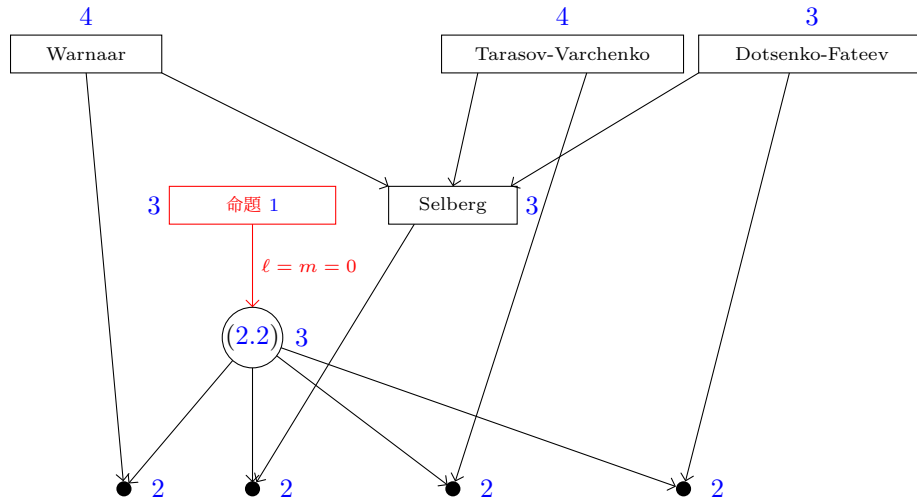 4
4
3
Warnaar
Tarasov-Varchenko
Dotsenko-Fateev
3
命題 1
Selberg
3
ℓ = m = 0
(2.2)
3
2
2
2
2